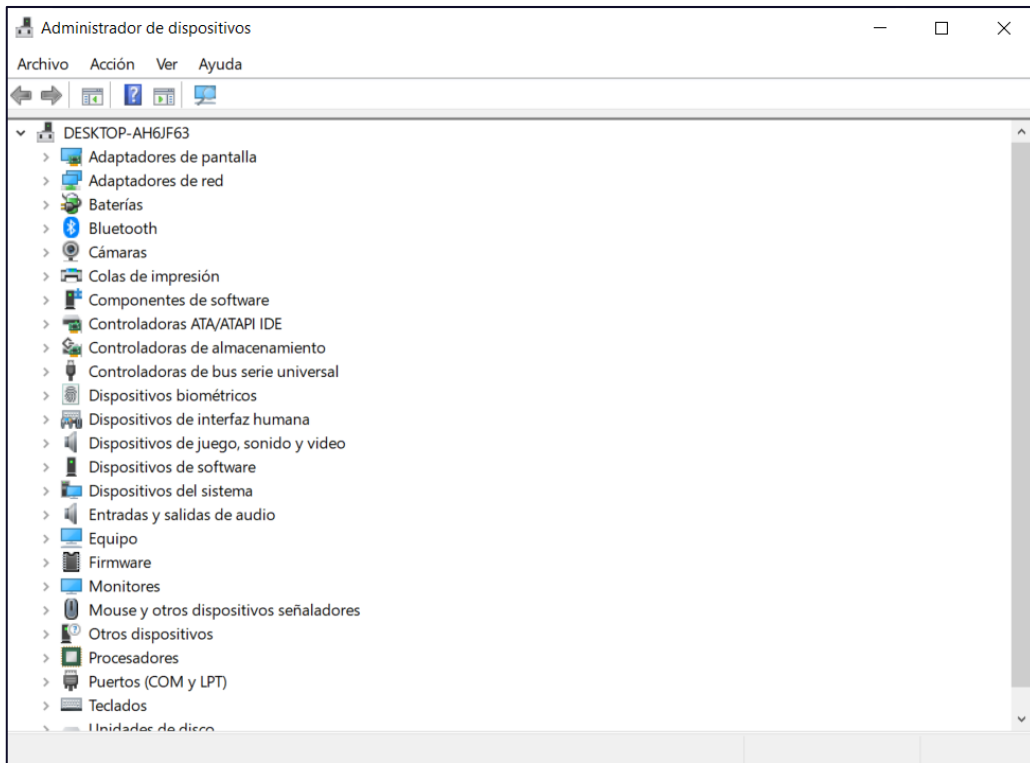 Administrador de dispositivos
Archivo Acción Ver Ayuda
DESKTOP-AH6JF63
Adaptadores de pantalla
Adaptadores de red
Baterías
Bluetooth
Cámaras
Colas de impresión
Componentes de software
Controladoras ATA/ATAPI IDE
Controladoras de almacenamiento
Controladoras de bus serie universal
Dispositivos biométricos
Dispositivos de interfaz humana
Dispositivos de juego, sonido y video
Dispositivos de software
Dispositivos del sistema
Entradas y salidas de audio
Equipo
Firmware
Monitores
Mouse y otros dispositivos señaladores
Otros dispositivos
Procesadores
Puertos (COM y LPT)
Teclados
Unidades de disco